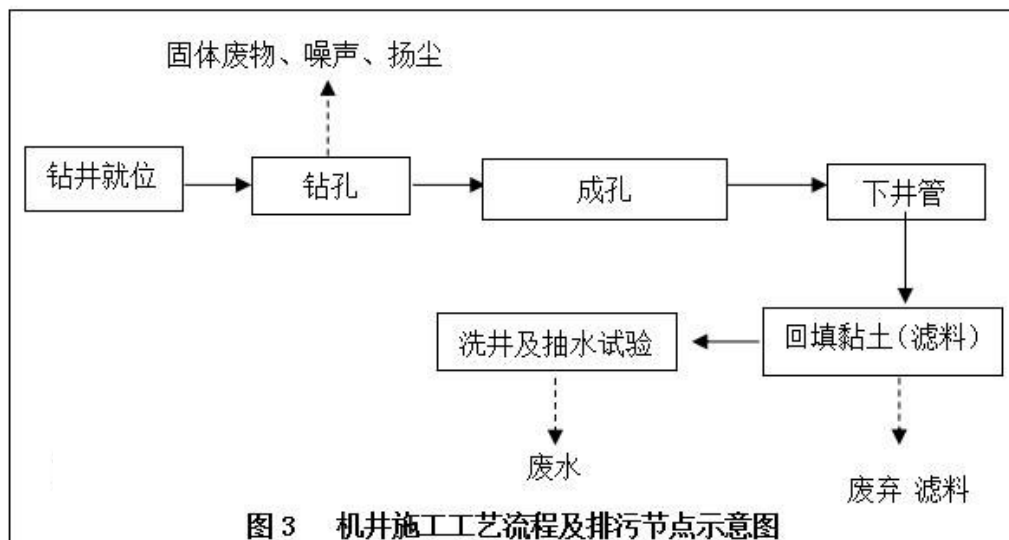 固体废物、噪声、扬尘
钻井就位
钻孔
成孔
下井管
洗井及抽水试验
回填黏土(滤料)
废水
废弃 滤料
图 3 机井施工工艺流程及排污节点示意图